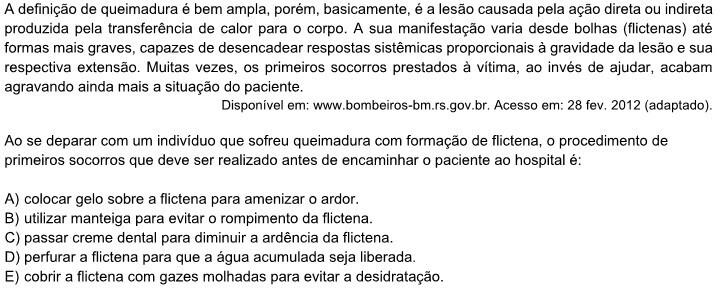 A definição de queimadura é bem ampla, porém, basicamente, é a lesão causada pela ação direta ou indireta
produzida pela transferência de calor para o corpo. A sua manifestação varia desde bolhas (flictenas) até
formas mais graves, capazes de desencadear respostas sistêmicas proporcionais à gravidade da lesão e sua
respectiva extensão. Muitas vezes, os primeiros socorros prestados à vítima, ao invés de ajudar, acabam
agravando ainda mais a situação do paciente.
Disponível em: www.bombeiros-bm.rs.gov.br. Acesso em: 28 fev. 2012 (adaptado).
Ao se deparar com um indivíduo que sofreu queimadura com formação de flictena, o procedimento de
primeiros socorros que deve ser realizado antes de encaminhar o paciente ao hospital é:
A) colocar gelo sobre a flictena para amenizar o ardor.
B) utilizar manteiga para evitar o rompimento da flictena.
C) passar creme dental para diminuir a ardência da flictena.
D) perfurar a flictena para que a água acumulada seja liberada.
E) cobrir a flictena com gazes molhadas para evitar a desidratação.